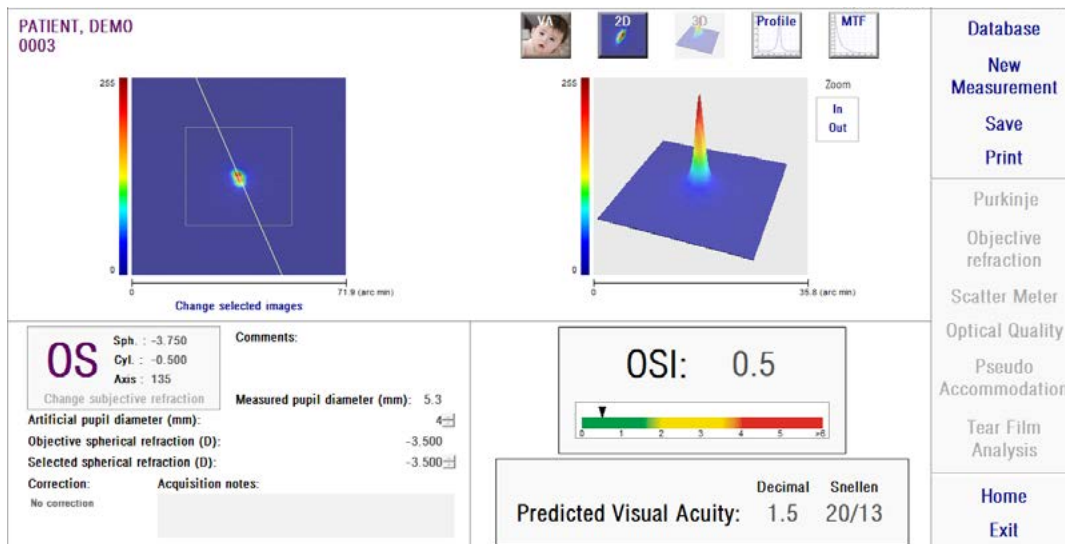 PATIENT, DEMO
0003
VA
2D
3D
Profile
MTF
255
0
0
71.9 (arc min)
Change selected images
255
0
0
35.8 (arc min)
Zoom
In
Out
OS
Sph. : -3.750
Cyl. : -0.500
Axis : 135
Change subjective refraction
Comments:
Measured pupil diameter (mm): 5.3
Artificial pupil diameter (mm): 4
Objective spherical refraction (D): -3.500
Selected spherical refraction (D): -3.500
Correction:
No correction
Acquisition notes:
OSI: 0.5
0 1 2 3 4 5 >6
Decimal Snellen
Predicted Visual Acuity: 1.5 20/13
Database
New
Measurement
Save
Print
Purkinje
Objective
refraction
Scatter Meter
Optical Quality
Pseudo
Accommodation
Tear Film
Analysis
Home
Exit